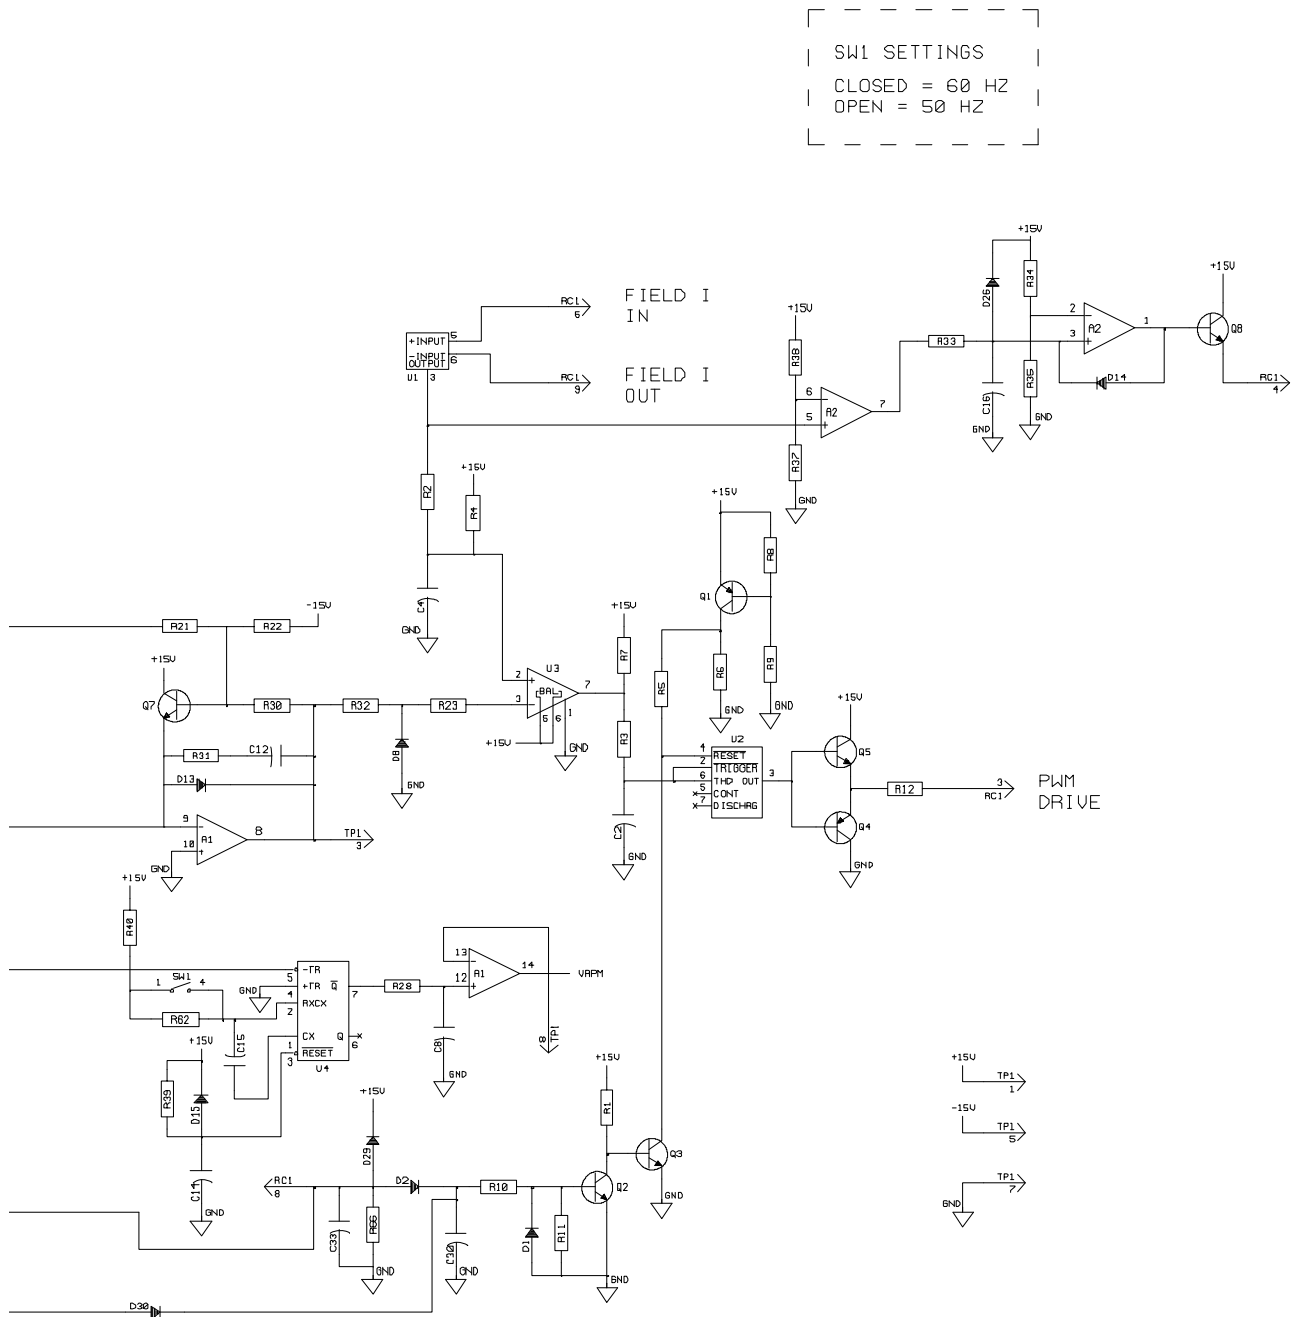 SW1 SETTINGS
CLOSED = 60 HZ
OPEN = 50 HZ
+15V
+15V
D26
R34
2
3
A2
1
Q8
RC1
4
R33
C16
R35
D14
GND
GND
RC1
6
FIELD I
IN
+INPUT
5
-INPUT
6
OUTPUT
U1
3
RC1
9
FIELD I
OUT
+15V
R38
6
5
A2
7
R37
GND
R2
+15V
R4
C4
GND
+15V
R8
Q1
R6
R9
GND
GND
R21
R22
-15V
+15V
Q7
R30
R32
R23
R31
C12
D8
GND
D13
9
10
A1
8
TP1
3
GND
U3
2
3
BAL
7
5
6
1
+15V
GND
+15V
R7
R3
C2
GND
R5
U2
4
RESET
2
TRIGGER
6
THD OUT
3
5
CONT
7
DISCHRG
+15V
Q5
Q4
GND
R12
3
RC1
PWM
DRIVE
+15V
R40
SW1
1
4
R62
C15
GND
-TR
5
+TR
Q
7
4
RXCX
2
CX
Q
6
1
RESET
3
U4
R28
C8
GND
13
12
A1
14
VRPM
8
TP1
+15V
R39
D15
C14
GND
RC1
8
+15V
D29
D2
C33
R66
GND
C30
GND
R10
D1
R11
Q2
GND
+15V
R1
Q3
GND
D30
+15V
TP1
1
-15V
TP1
5
GND
TP1
7